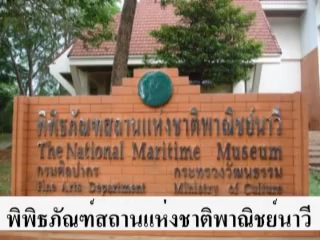 พิพิธภัณฑสถานแห่งชาติพาณิชย์นาวี
The National Maritime Museum
กรมศิลปากร กระทรวงวัฒนธรรม
Fine Arts Department Ministry of Culture
พิพิธภัณฑ์สถานแห่งชาติพาณิชย์นาวี